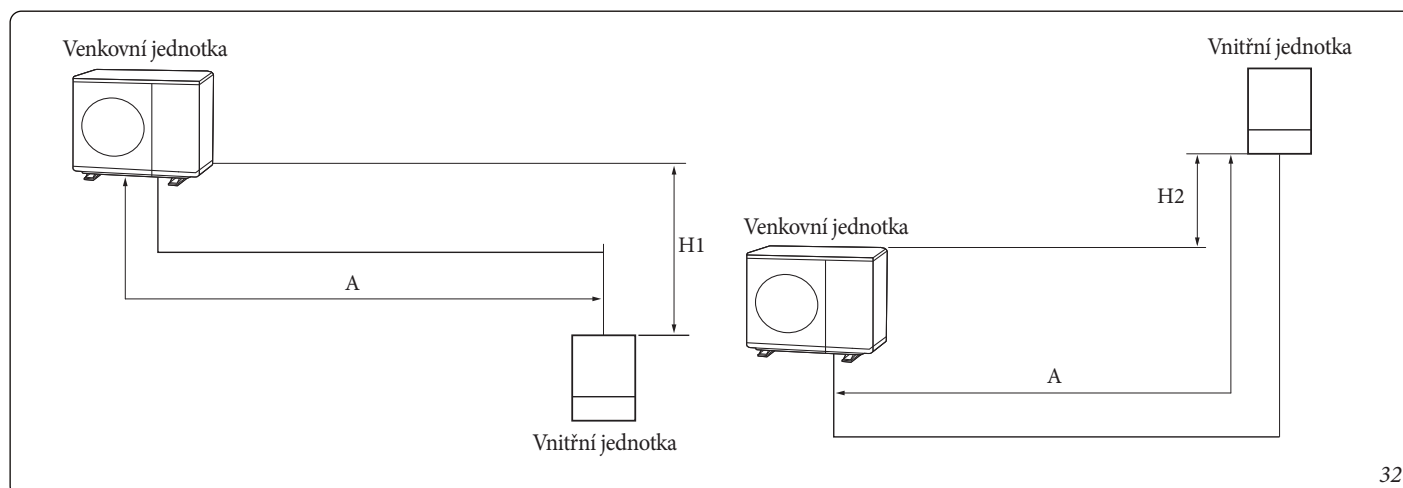 Venkovní jednotka
H1
A
Vnitřní jednotka
Vnitřní jednotka
H2
Venkovní jednotka
A
32